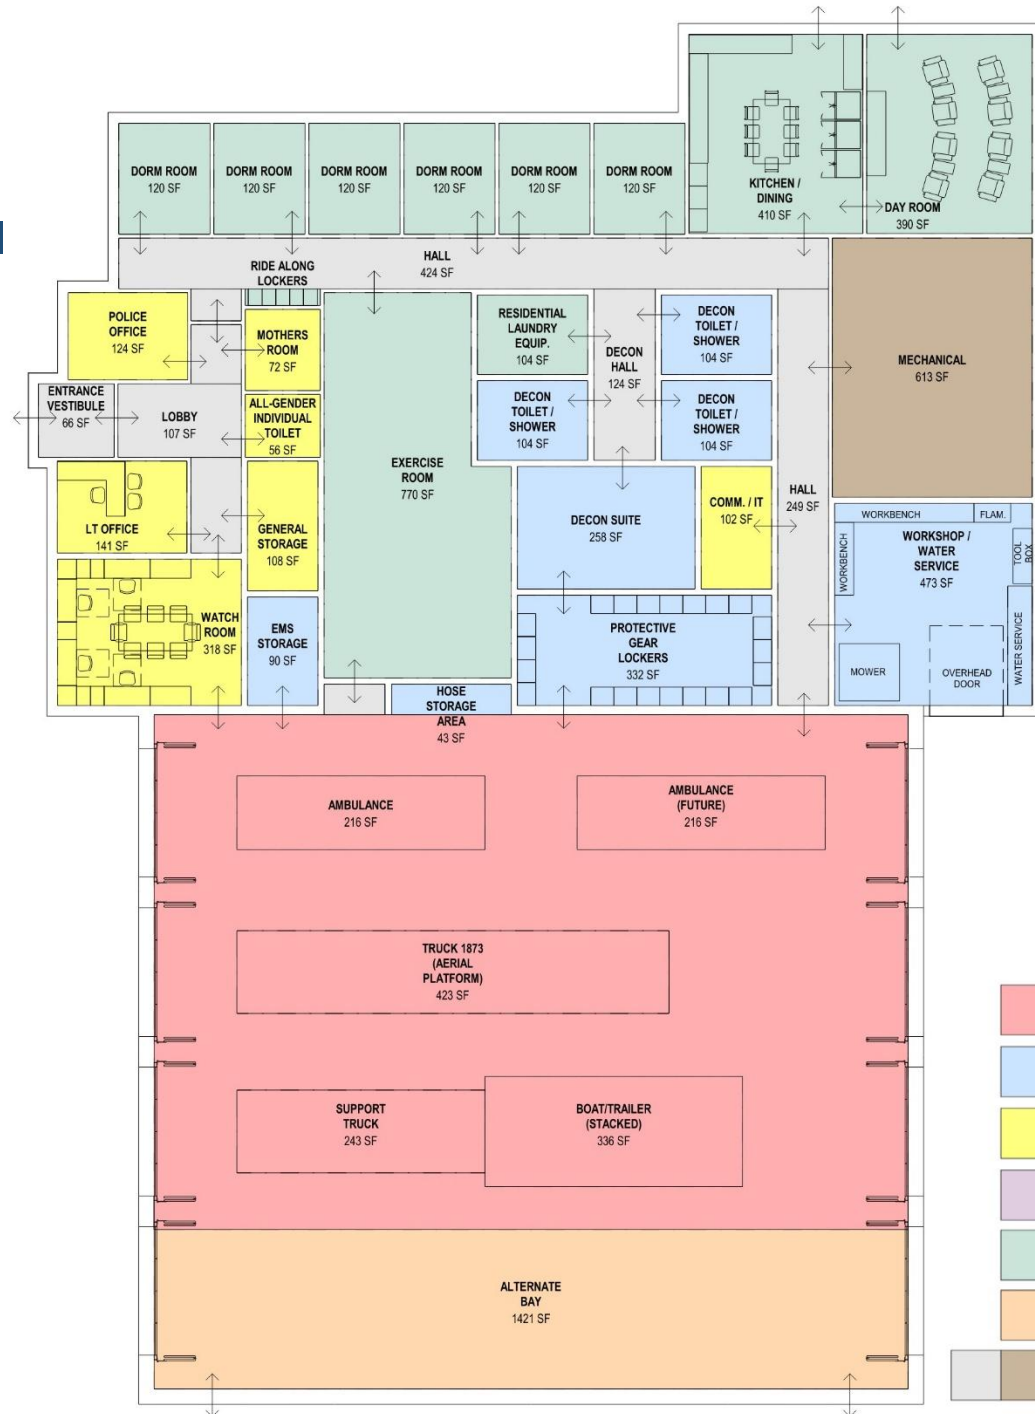 DORM ROOM
120 SF
DORM ROOM
120 SF
DORM ROOM
120 SF
DORM ROOM
120 SF
DORM ROOM
120 SF
DORM ROOM
120 SF
KITCHEN /
DINING
410 SF
DAY ROOM
390 SF
HALL
424 SF
RIDE ALONG
LOCKERS
POLICE
OFFICE
124 SF
MOTHERS
ROOM
72 SF
RESIDENTIAL
LAUNDRY
EQUIP.
104 SF
DECON
HALL
124 SF
DECON
TOILET /
SHOWER
104 SF
MECHANICAL
613 SF
ENTRANCE
VESTIBULE
66 SF
LOBBY
107 SF
ALL-GENDER
INDIVIDUAL
TOILET
56 SF
DECON
TOILET /
SHOWER
104 SF
DECON
TOILET /
SHOWER
104 SF
EXERCISE
ROOM
770 SF
LT OFFICE
141 SF
GENERAL
STORAGE
108 SF
DECON SUITE
258 SF
COMM. / IT
102 SF
HALL
249 SF
WORKBENCH
FLAM.
WORKBENCH
WORKSHOP /
WATER
SERVICE
473 SF
TOOL
BOX
WATCH
ROOM
318 SF
EMS
STORAGE
90 SF
PROTECTIVE
GEAR
LOCKERS
332 SF
MOWER
OVERHEAD
DOOR
WATER SERVICE
HOSE
STORAGE
AREA
43 SF
AMBULANCE
216 SF
AMBULANCE
(FUTURE)
216 SF
TRUCK 1873
(AERIAL
PLATFORM)
423 SF
SUPPORT
TRUCK
243 SF
BOAT/TRAILER
(STACKED)
336 SF
ALTERNATE
BAY
1421 SF